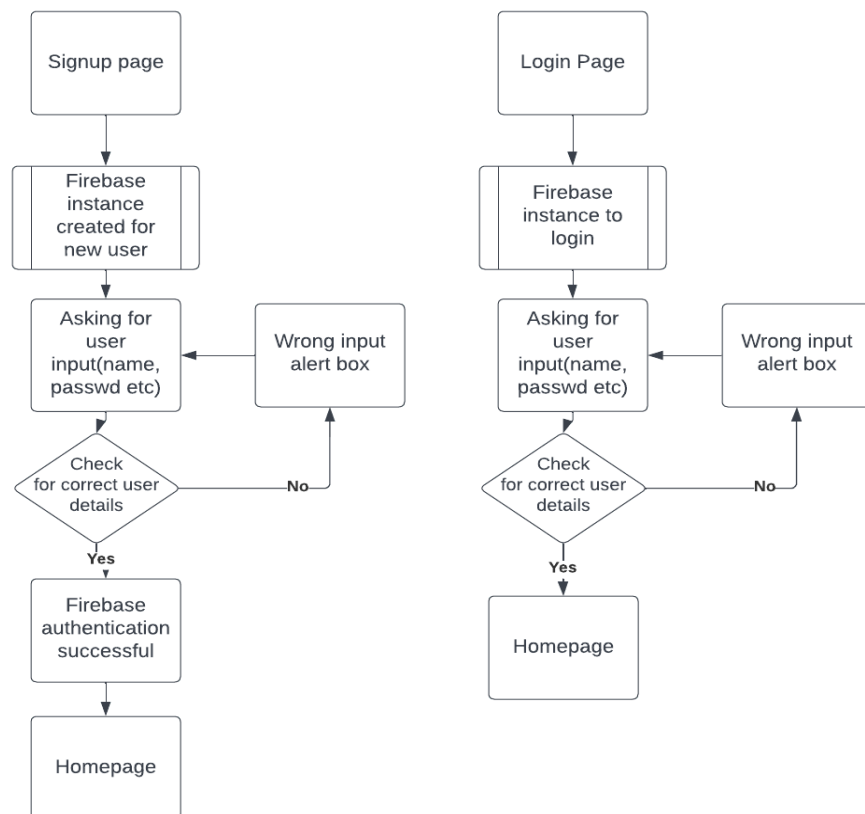 Signup page
Firebase
instance
created for
new user
Asking for
user
input(name,
passwd etc)
Wrong input
alert box
Check
for correct user
details
No
Yes
Firebase
authentication
successful
Homepage
Login Page
Firebase
instance to
login
Asking for
user
input(name,
passwd etc)
Wrong input
alert box
Check
for correct user
details
No
Yes
Homepage